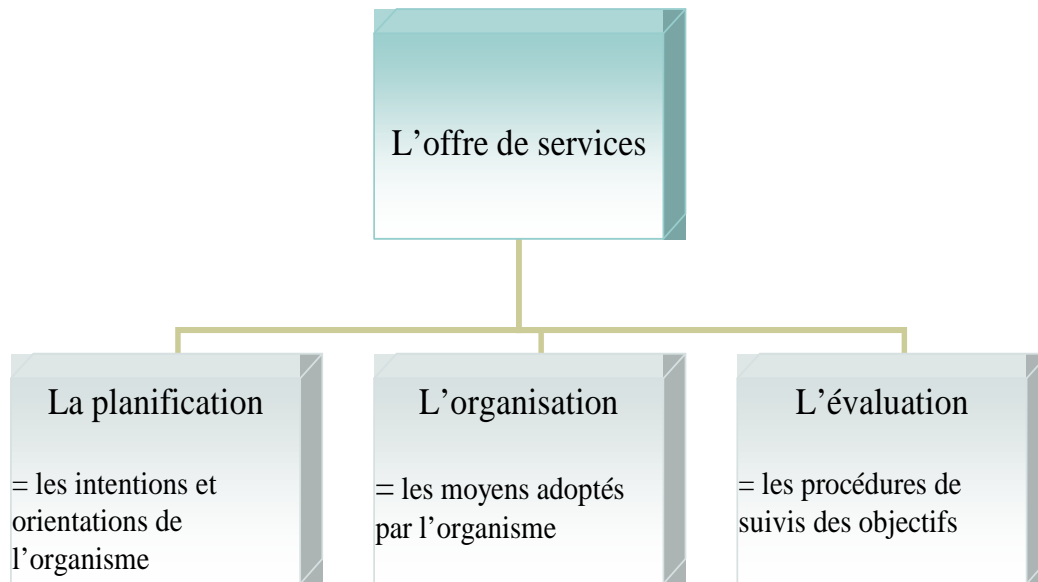 L’offre de services
La planification
= les intentions et
orientations de
l’organisme
L’organisation
= les moyens adoptés
par l’organisme
L’évaluation
= les procédures de
suivis des objectifs